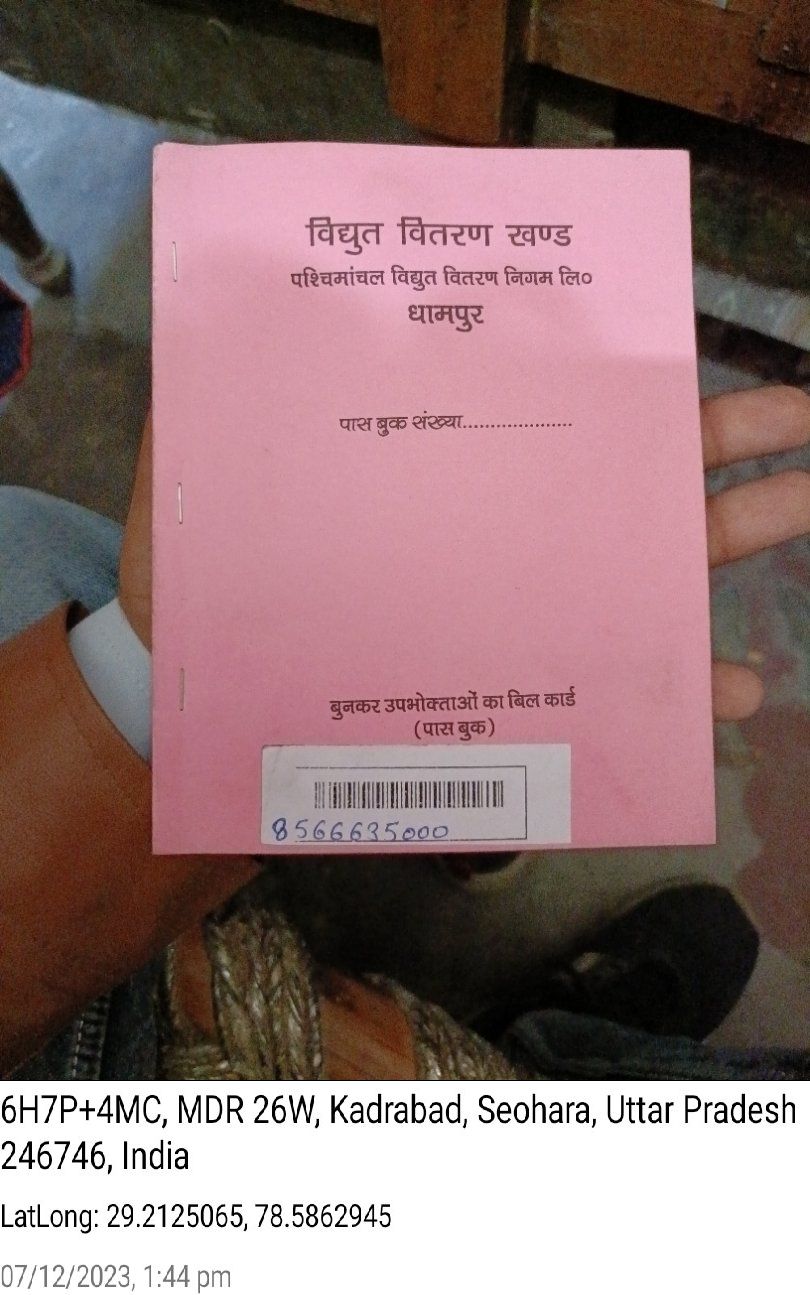 विद्युत वितरण खण्ड
पश्चिमांचल विद्युत वितरण निगम लि०
धामपुर
पास बुक संख्या.....................
बुनकर उपभोक्ताओं का बिल कार्ड
(पास बुक)
8566635000
6H7P+4MC, MDR 26W, Kadrabad, Seohara, Uttar Pradesh
246746, India
LatLong: 29.2125065, 78.5862945
07/12/2023, 1:44 pm